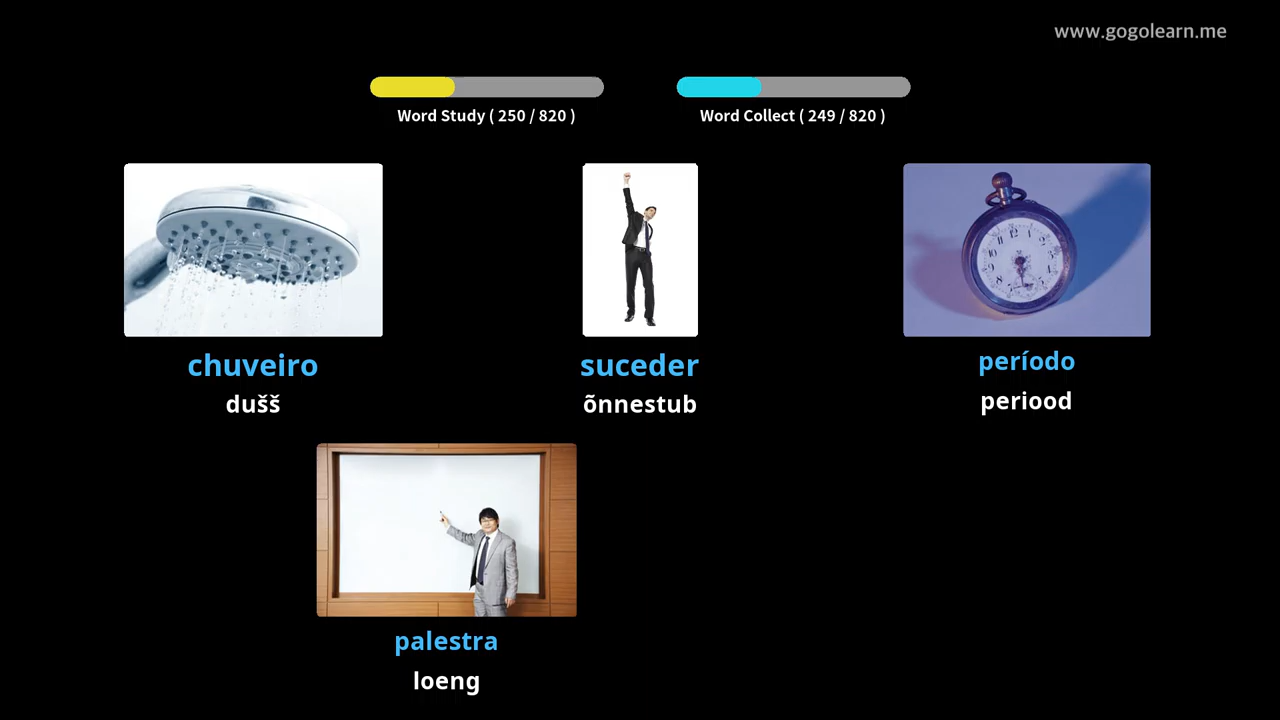 www.gogolearn.me
Word Study ( 250 / 820 )
Word Collect ( 249 / 820 )
chuveiro
dušš
suceder
õnnestub
período
periood
palestra
loeng